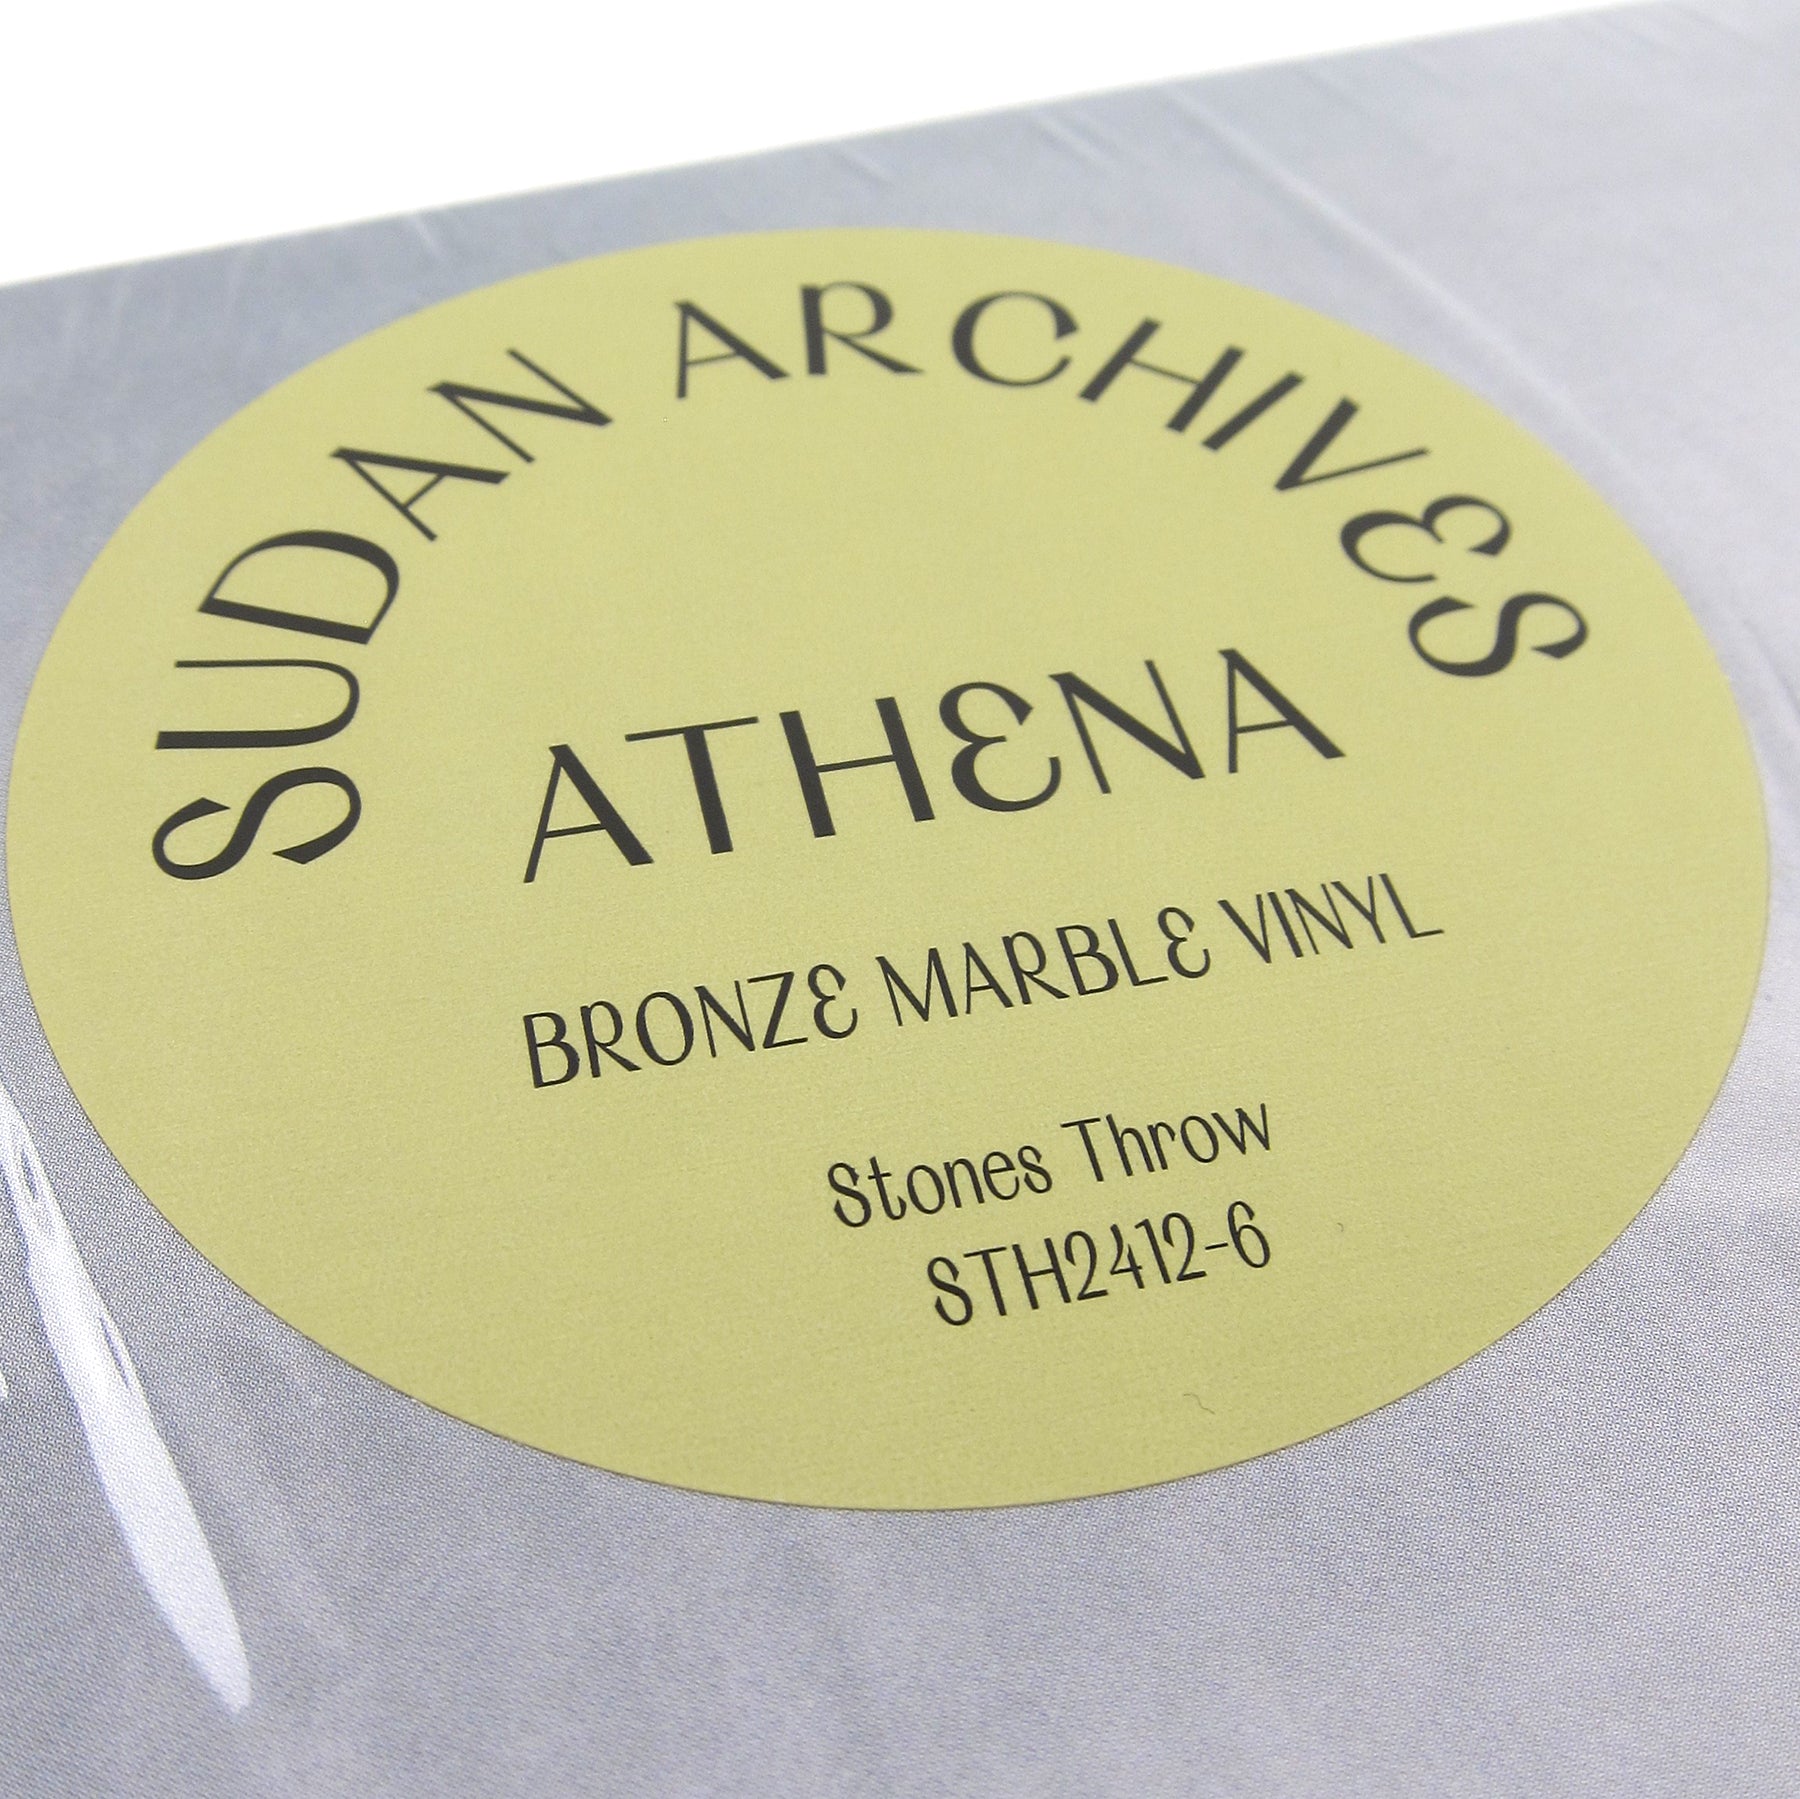 SUDAN ARCHIVES
ATHENA
BRONZE MARBLE VINYL
Stones Throw
STH2412-6